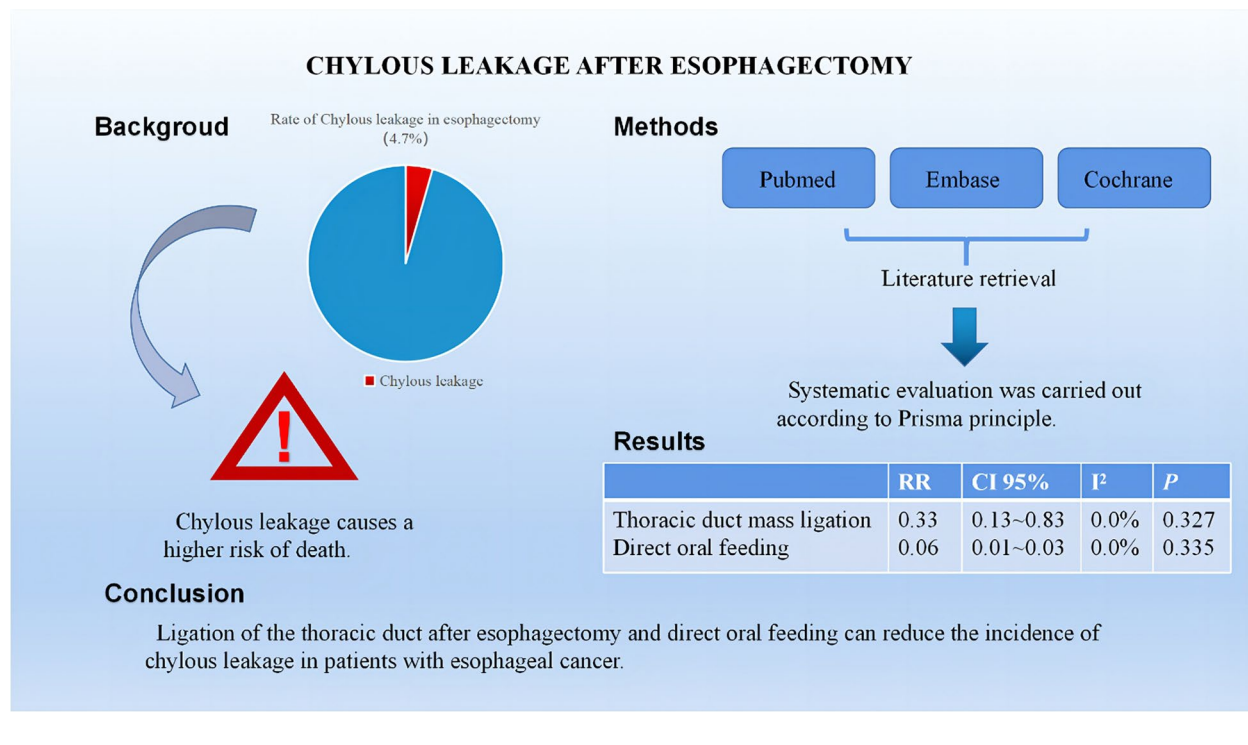 CHYLOUS LEAKAGE AFTER ESOPHAGECTOMY
Backgroud
Rate of Chylous leakage in esophagectomy
(4.7%)
Chylous leakage
!
Chylous leakage causes a
higher risk of death.
Methods
Pubmed Embase Cochrane
Literature retrieval
Systematic evaluation was carried out
according to Prisma principle.
Results
RR CI 95% I² P
Thoracic duct mass ligation 0.33 0.13~0.83 0.0% 0.327
Direct oral feeding 0.06 0.01~0.03 0.0% 0.335
Conclusion
Ligation of the thoracic duct after esophagectomy and direct oral feeding can reduce the incidence of
chylous leakage in patients with esophageal cancer.